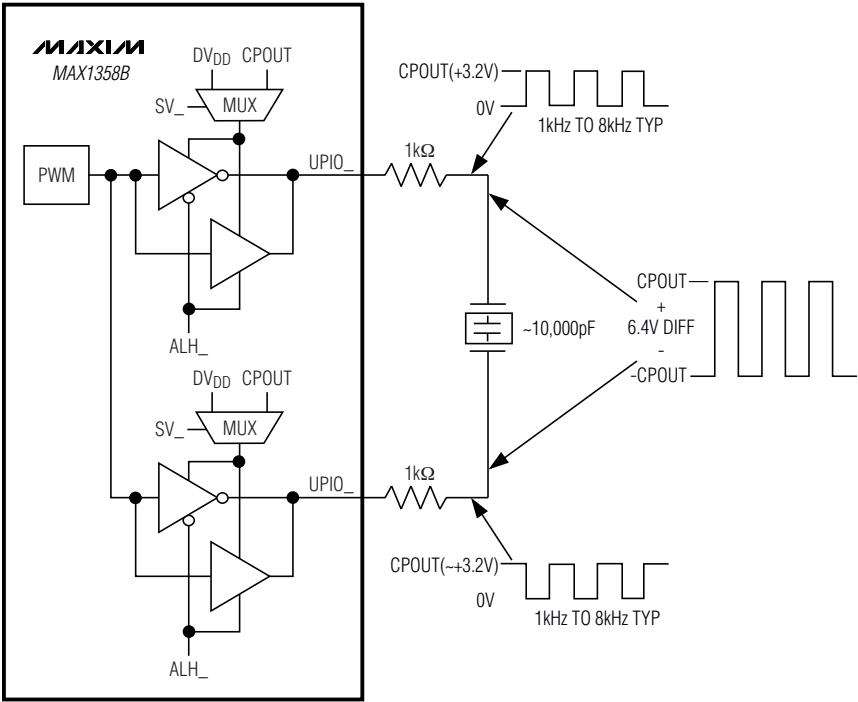 MAXIM
MAX1358B
DVDD CPOUT
SV_ MUX
PWM
UPIO_
ALH_
DVDD CPOUT
SV_ MUX
UPIO_
ALH_
1kΩ
CPOUT(+3.2V)
0V
1kHz TO 8kHz TYP
~10,000pF
CPOUT
+
6.4V DIFF
-
-CPOUT
1kΩ
CPOUT(~+3.2V)
0V
1kHz TO 8kHz TYP